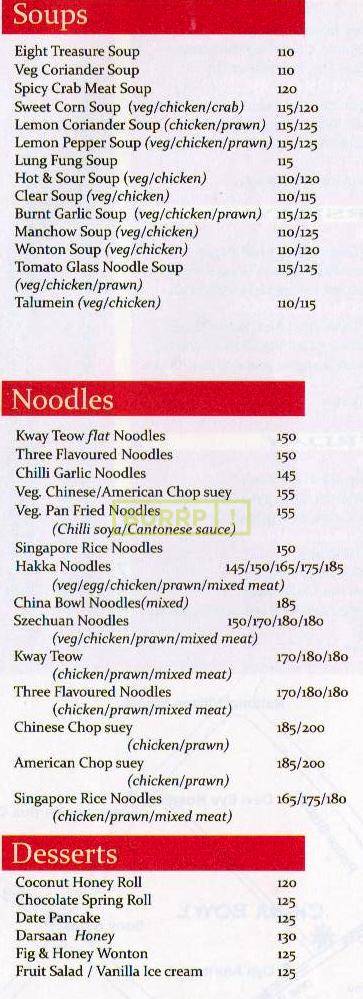 Soups
Eight Treasure Soup 110
Veg Coriander Soup 110
Spicy Crab Meat Soup 120
Sweet Corn Soup (veg/chicken/crab) 115/120
Lemon Coriander Soup (chicken/prawn) 115/125
Lemon Pepper Soup (veg/chicken/prawn) 115/125
Lung Fung Soup 115
Hot & Sour Soup (veg/chicken) 110/120
Clear Soup (veg/chicken) 110/115
Burnt Garlic Soup (veg/chicken/prawn) 115/125
Manchow Soup (veg/chicken) 110/125
Wonton Soup (veg/chicken) 110/120
Tomato Glass Noodle Soup 115/125
(veg/chicken/prawn)
Talumein (veg/chicken) 110/115
Noodles
Kway Teow flat Noodles 150
Three Flavoured Noodles 150
Chilli Garlic Noodles 145
Veg. Chinese/American Chop suey 155
Veg. Pan Fried Noodles 155
BURRP!
(Chilli soya/Cantonese sauce)
Singapore Rice Noodles 150
Hakka Noodles 145/150/165/175/185
(veg/egg/chicken/prawn/mixed meat)
China Bowl Noodles(mixed) 185
Szechuan Noodles 150/170/180/180
(veg/chicken/prawn/mixed meat)
Kway Teow 170/180/180
(chicken/prawn/mixed meat)
Three Flavoured Noodles 170/180/180
(chicken/prawn/mixed meat)
Chinese Chop suey 185/200
(chicken/prawn)
American Chop suey 185/200
(chicken/prawn)
Singapore Rice Noodles 165/175/180
(chicken/prawn/mixed meat)
Desserts
Coconut Honey Roll 120
Chocolate Spring Roll 125
Date Pancake 125
Darsaan Honey 130
Fig & Honey Wonton 125
Fruit Salad / Vanilla Ice cream 125